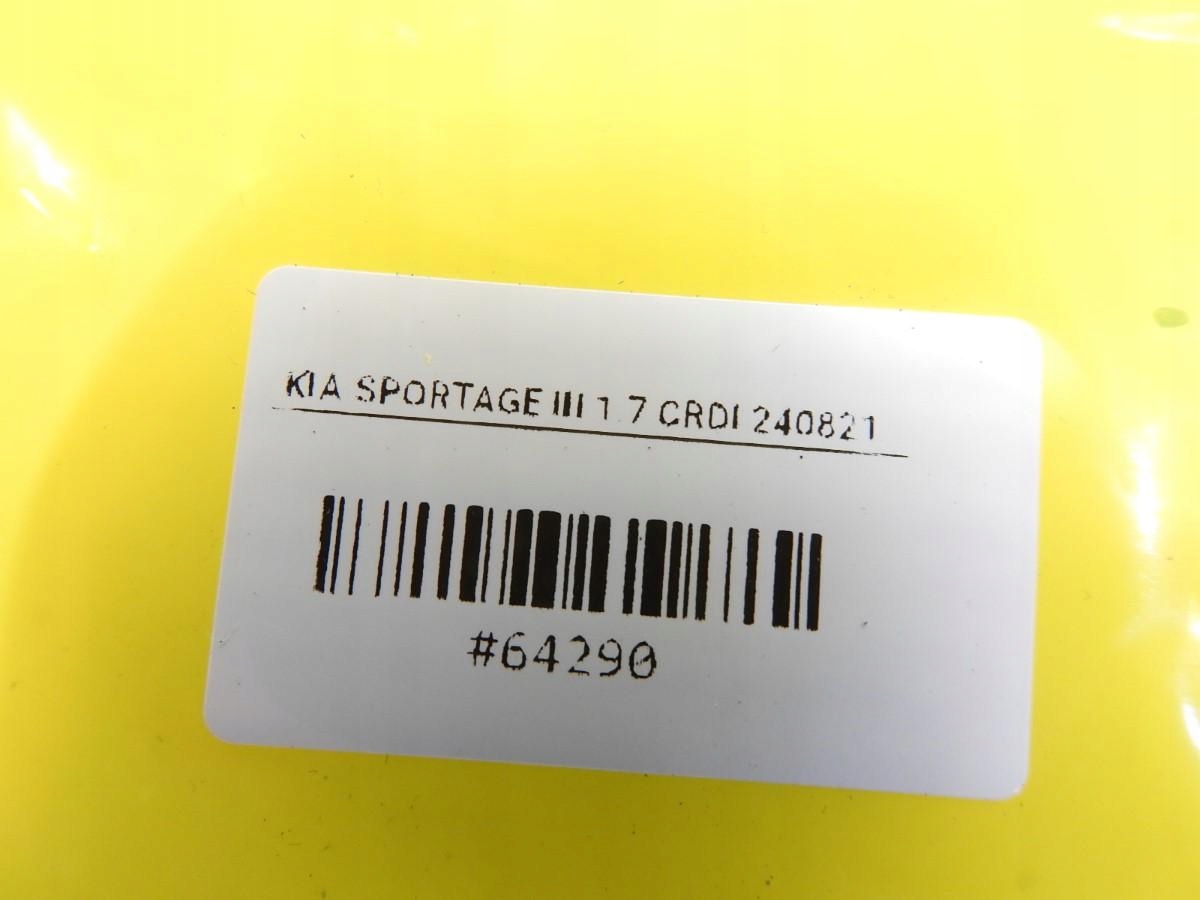 KIA SPORTAGE III 1.7 CRDI 240821
#64290